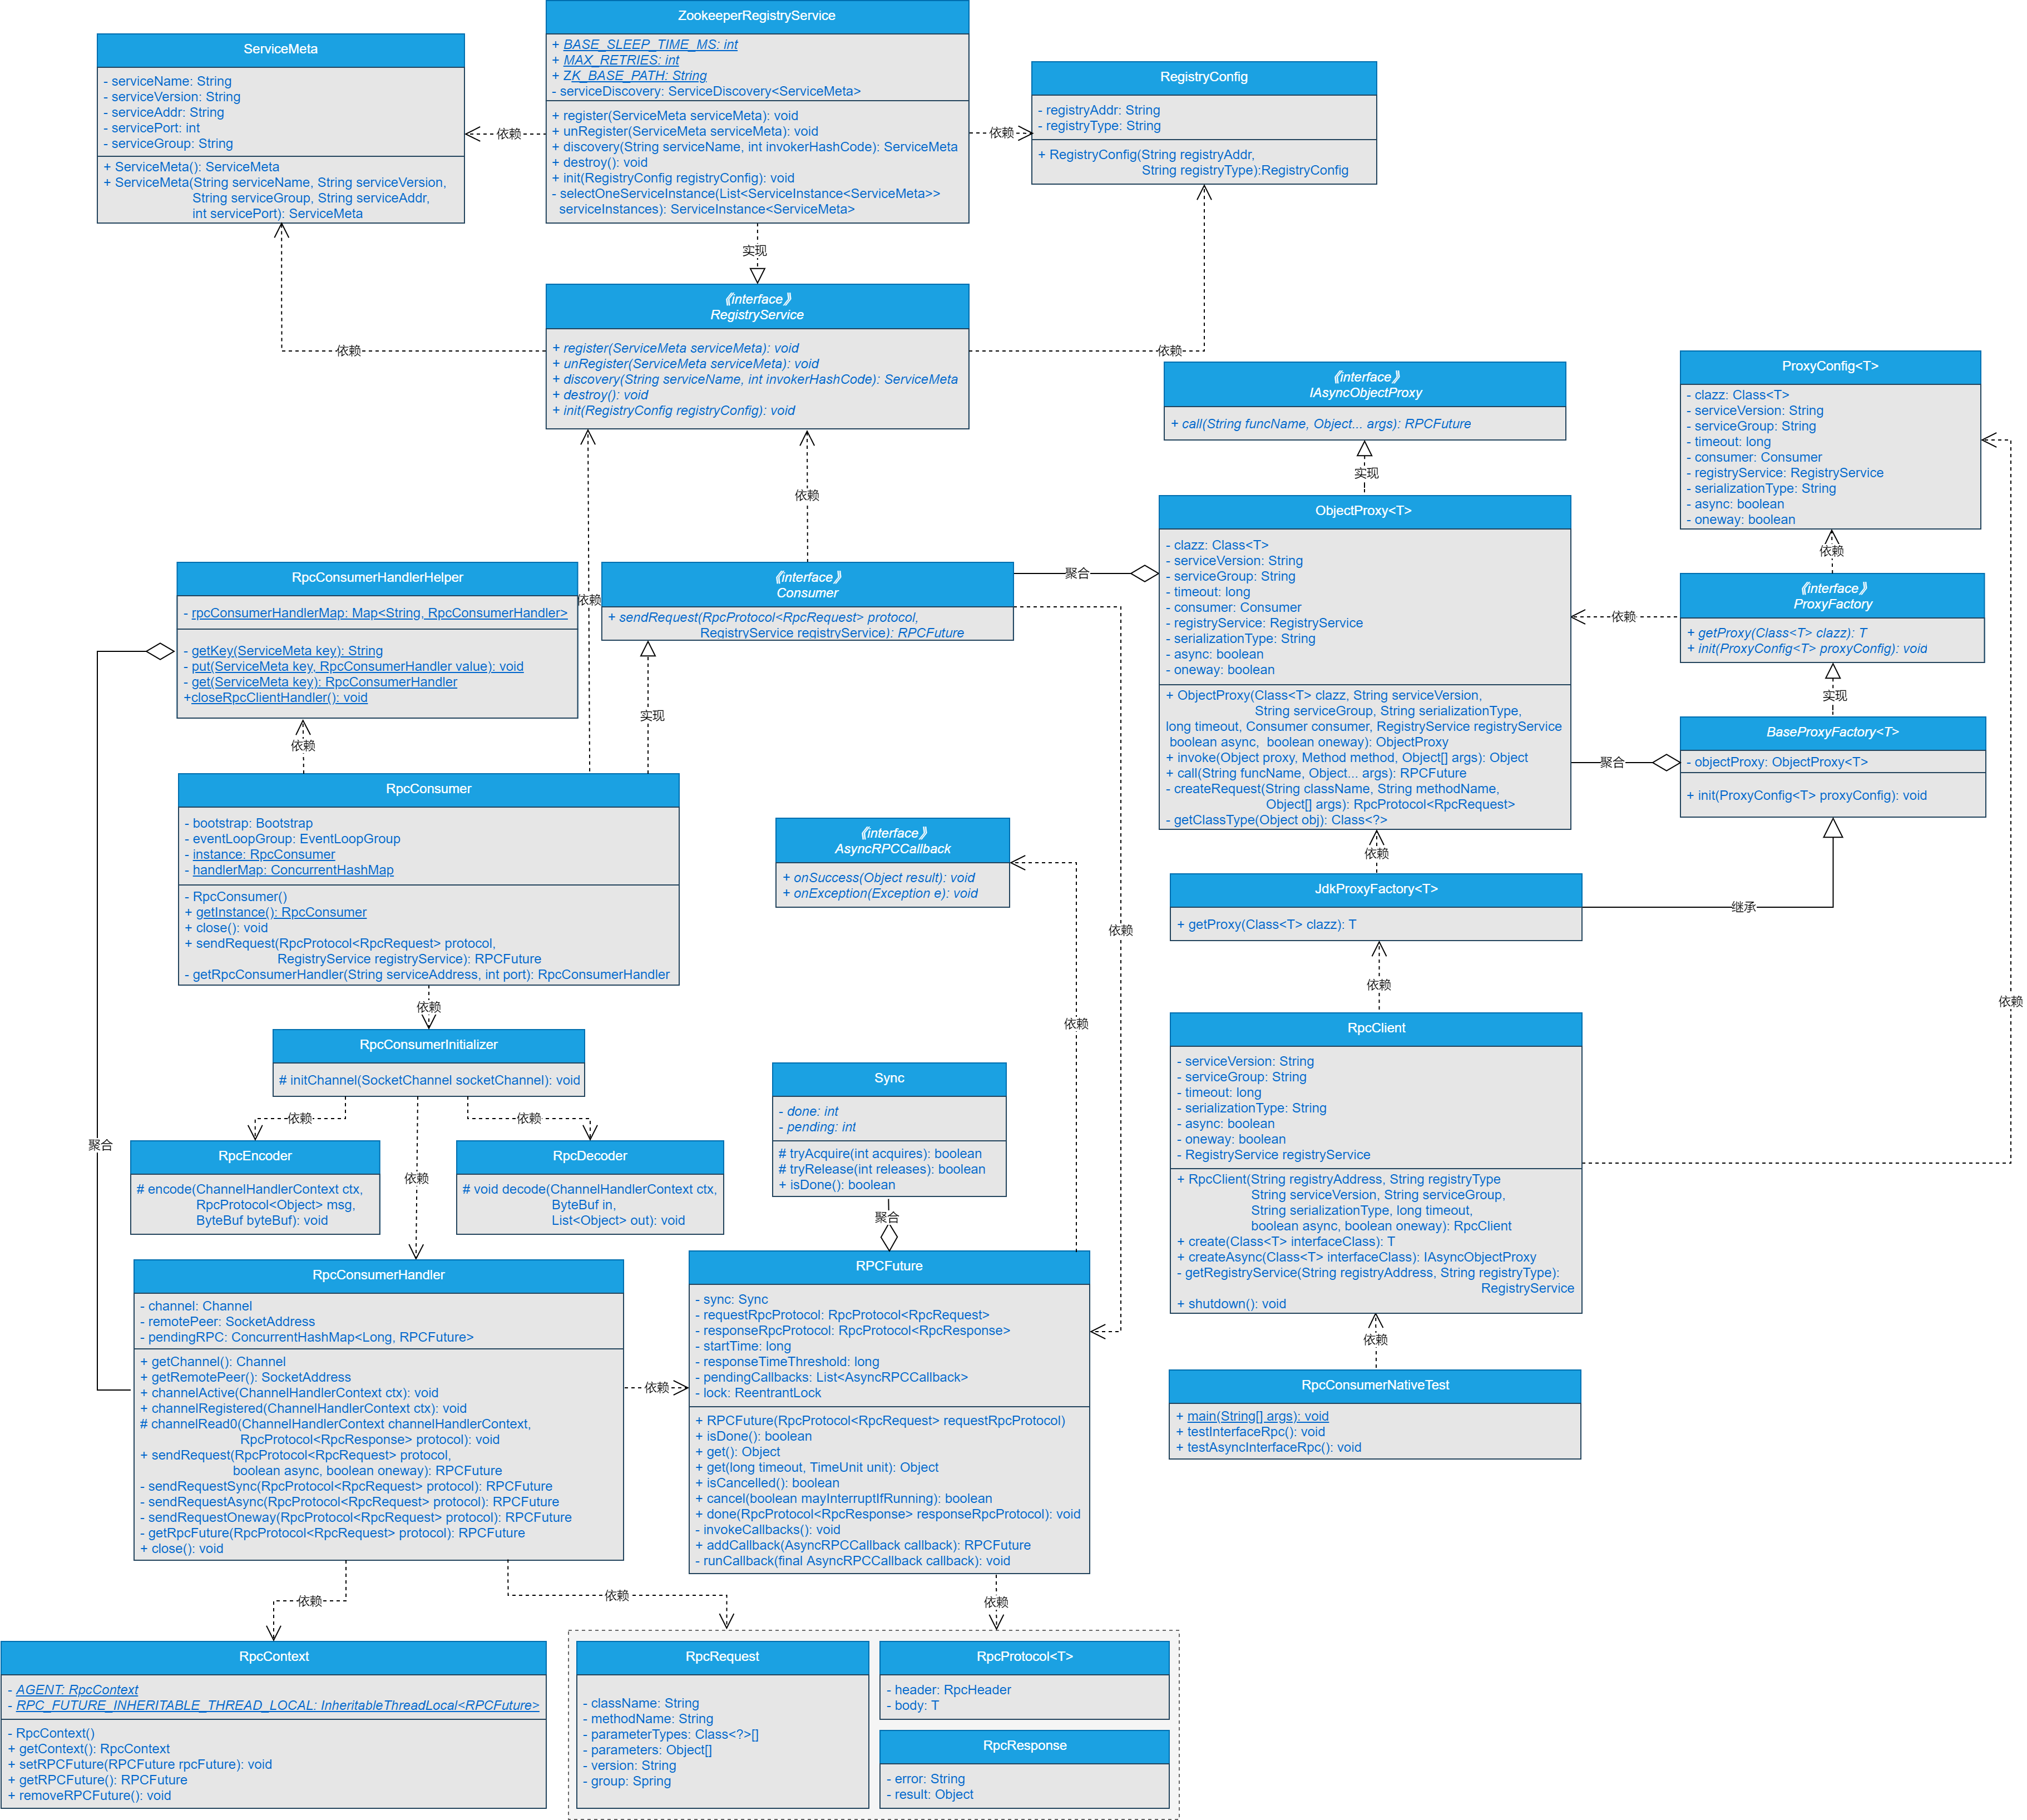 ZookeeperRegistryService
+ BASE_SLEEP_TIME_MS: int
+ MAX_RETRIES: int
+ ZK_BASE_PATH: String
- serviceDiscovery: ServiceDiscovery<ServiceMeta>
+ register(ServiceMeta serviceMeta): void
+ unRegister(ServiceMeta serviceMeta): void
+ discovery(String serviceName, int invokerHashCode): ServiceMeta
+ destroy(): void
+ init(RegistryConfig registryConfig): void
- selectOneServiceInstance(List<ServiceInstance<ServiceMeta>>
serviceInstances): ServiceInstance<ServiceMeta>
ServiceMeta
- serviceName: String
- serviceVersion: String
- serviceAddr: String
- servicePort: int
- serviceGroup: String
+ ServiceMeta(): ServiceMeta
+ ServiceMeta(String serviceName, String serviceVersion,
String serviceGroup, String serviceAddr,
int servicePort): ServiceMeta
依赖
依赖
RegistryConfig
- registryAddr: String
- registryType: String
+ RegistryConfig(String registryAddr,
String registryType):RegistryConfig
实现
《interface》
RegistryService
+ register(ServiceMeta serviceMeta): void
+ unRegister(ServiceMeta serviceMeta): void
+ discovery(String serviceName, int invokerHashCode): ServiceMeta
+ destroy(): void
+ init(RegistryConfig registryConfig): void
依赖
依赖
《interface》
IAsyncObjectProxy
+ call(String funcName, Object... args): RPCFuture
实现
ProxyConfig<T>
- clazz: Class<T>
- serviceVersion: String
- serviceGroup: String
- timeout: long
- consumer: Consumer
- registryService: RegistryService
- serializationType: String
- async: boolean
- oneway: boolean
依赖
依赖
ObjectProxy<T>
- clazz: Class<T>
- serviceVersion: String
- serviceGroup: String
- timeout: long
- consumer: Consumer
- registryService: RegistryService
- serializationType: String
- async: boolean
- oneway: boolean
+ ObjectProxy(Class<T> clazz, String serviceVersion,
String serviceGroup, String serializationType,
long timeout, Consumer consumer, RegistryService registryService
boolean async,  boolean oneway): ObjectProxy
+ invoke(Object proxy, Method method, Object[] args): Object
+ call(String funcName, Object... args): RPCFuture
- createRequest(String className, String methodName,
Object[] args): RpcProtocol<RpcRequest>
- getClassType(Object obj): Class<?>
依赖
《interface》
ProxyFactory
+ getProxy(Class<T> clazz): T
+ init(ProxyConfig<T> proxyConfig): void
实现
BaseProxyFactory<T>
- objectProxy: ObjectProxy<T>
+ init(ProxyConfig<T> proxyConfig): void
聚合
RpcConsumerHandlerHelper
- rpcConsumerHandlerMap: Map<String, RpcConsumerHandler>
- getKey(ServiceMeta key): String
- put(ServiceMeta key, RpcConsumerHandler value): void
- get(ServiceMeta key): RpcConsumerHandler
+closeRpcClientHandler(): void
依赖
《interface》
Consumer
+ sendRequest(RpcProtocol<RpcRequest> protocol,
RegistryService registryService): RPCFuture
聚合
依赖
实现
RpcConsumer
- bootstrap: Bootstrap
- eventLoopGroup: EventLoopGroup
- instance: RpcConsumer
- handlerMap: ConcurrentHashMap
- RpcConsumer()
+ getInstance(): RpcConsumer
+ close(): void
+ sendRequest(RpcProtocol<RpcRequest> protocol,
RegistryService registryService): RPCFuture
- getRpcConsumerHandler(String serviceAddress, int port): RpcConsumerHandler
《interface》
AsyncRPCCallback
+ onSuccess(Object result): void
+ onException(Exception e): void
依赖
依赖
依赖
JdkProxyFactory<T>
+ getProxy(Class<T> clazz): T
继承
依赖
依赖
依赖
RpcConsumerInitializer
# initChannel(SocketChannel socketChannel): void
依赖
依赖
依赖
聚合
RpcEncoder
# encode(ChannelHandlerContext ctx,
RpcProtocol<Object> msg,
ByteBuf byteBuf): void
RpcDecoder
# void decode(ChannelHandlerContext ctx,
ByteBuf in,
List<Object> out): void
Sync
- done: int
- pending: int
# tryAcquire(int acquires): boolean
# tryRelease(int releases): boolean
+ isDone(): boolean
聚合
RpcClient
- serviceVersion: String
- serviceGroup: String
- timeout: long
- serializationType: String
- async: boolean
- oneway: boolean
- RegistryService registryService
+ RpcClient(String registryAddress, String registryType
String serviceVersion, String serviceGroup,
String serializationType, long timeout,
boolean async, boolean oneway): RpcClient
+ create(Class<T> interfaceClass): T
+ createAsync(Class<T> interfaceClass): IAsyncObjectProxy
- getRegistryService(String registryAddress, String registryType):
RegistryService
+ shutdown(): void
依赖
RpcConsumerNativeTest
+ main(String[] args): void
+ testInterfaceRpc(): void
+ testAsyncInterfaceRpc(): void
RpcConsumerHandler
- channel: Channel
- remotePeer: SocketAddress
- pendingRPC: ConcurrentHashMap<Long, RPCFuture>
+ getChannel(): Channel
+ getRemotePeer(): SocketAddress
+ channelActive(ChannelHandlerContext ctx): void
+ channelRegistered(ChannelHandlerContext ctx): void
# channelRead0(ChannelHandlerContext channelHandlerContext,
RpcProtocol<RpcResponse> protocol): void
+ sendRequest(RpcProtocol<RpcRequest> protocol,
boolean async, boolean oneway): RPCFuture
- sendRequestSync(RpcProtocol<RpcRequest> protocol): RPCFuture
- sendRequestAsync(RpcProtocol<RpcRequest> protocol): RPCFuture
- sendRequestOneway(RpcProtocol<RpcRequest> protocol): RPCFuture
- getRpcFuture(RpcProtocol<RpcRequest> protocol): RPCFuture
+ close(): void
依赖
RPCFuture
- sync: Sync
- requestRpcProtocol: RpcProtocol<RpcRequest>
- responseRpcProtocol: RpcProtocol<RpcResponse>
- startTime: long
- responseTimeThreshold: long
- pendingCallbacks: List<AsyncRPCCallback>
- lock: ReentrantLock
+ RPCFuture(RpcProtocol<RpcRequest> requestRpcProtocol)
+ isDone(): boolean
+ get(): Object
+ get(long timeout, TimeUnit unit): Object
+ isCancelled(): boolean
+ cancel(boolean mayInterruptIfRunning): boolean
+ done(RpcProtocol<RpcResponse> responseRpcProtocol): void
- invokeCallbacks(): void
+ addCallback(AsyncRPCCallback callback): RPCFuture
- runCallback(final AsyncRPCCallback callback): void
依赖
依赖
依赖
RpcContext
- AGENT: RpcContext
- RPC_FUTURE_INHERITABLE_THREAD_LOCAL: InheritableThreadLocal<RPCFuture>
- RpcContext()
+ getContext(): RpcContext
+ setRPCFuture(RPCFuture rpcFuture): void
+ getRPCFuture(): RPCFuture
+ removeRPCFuture(): void
RpcRequest
- className: String
- methodName: String
- parameterTypes: Class<?>[]
- parameters: Object[]
- version: String
- group: Spring
RpcProtocol<T>
- header: RpcHeader
- body: T
RpcResponse
- error: String
- result: Object